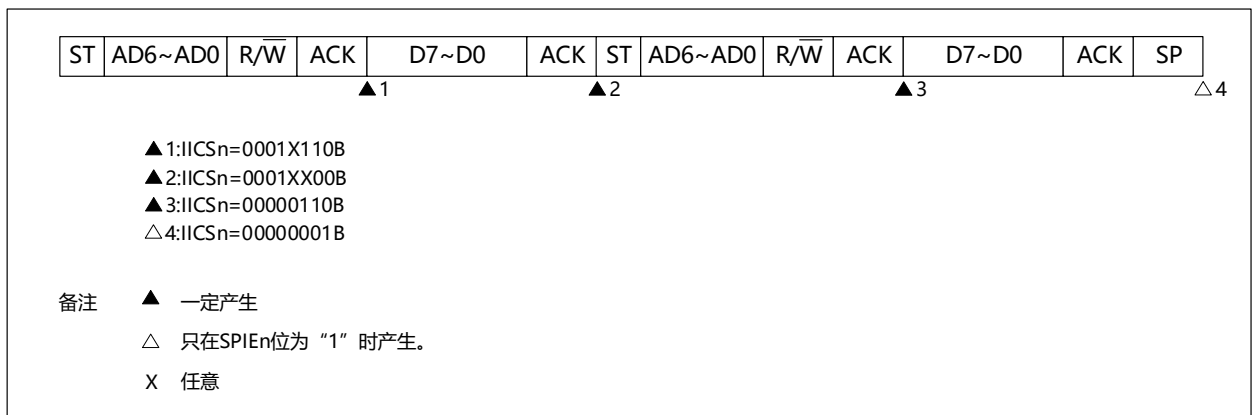 ST AD6~AD0 R/W̅ ACK D7~D0 ACK ST AD6~AD0 R/W̅ ACK D7~D0 ACK SP
▲1 ▲2 ▲3 △4
▲1:IICSn=0001X110B
▲2:IICSn=0001XX00B
▲3:IICSn=00000110B
△4:IICSn=00000001B
备注 ▲ 一定产生
△ 只在SPIEn位为“1”时产生。
X 任意